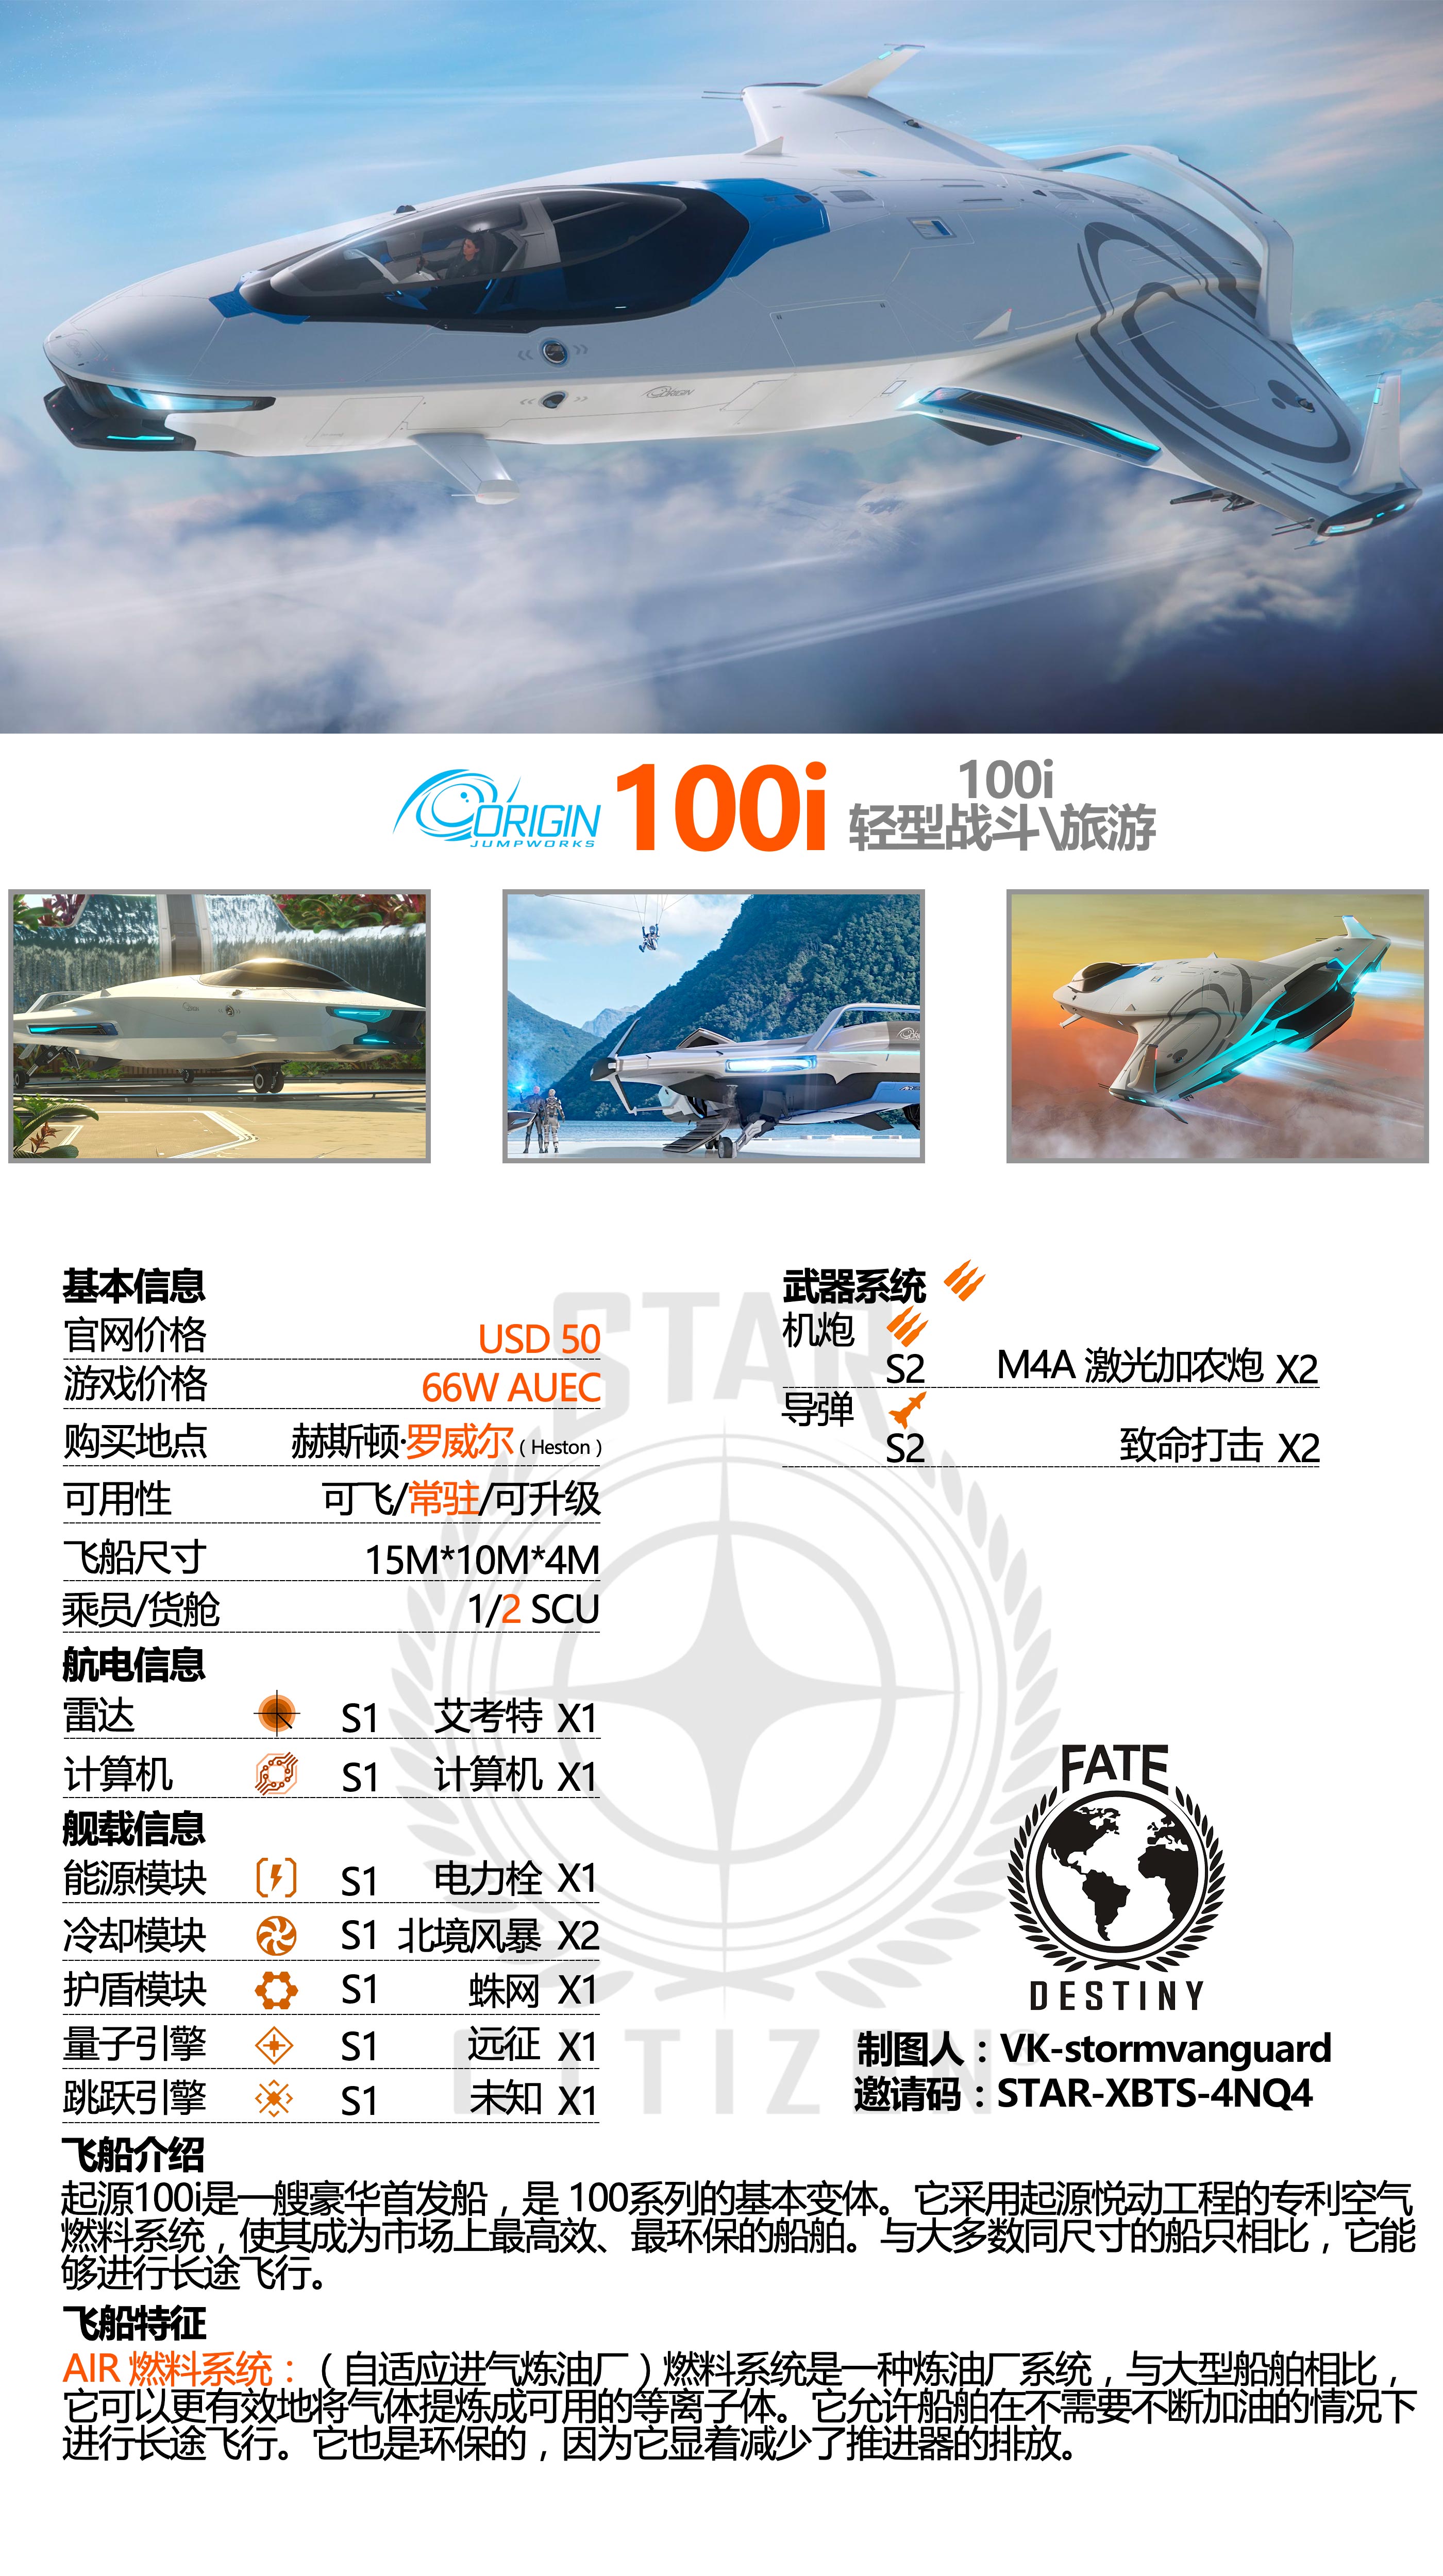 ORIGIN
ORIGIN
JUMPWORKS
100i
100i
轻型战斗\旅游
基本信息
官网价格 USD 50
游戏价格 66W AUEC
购买地点 赫斯顿·罗威尔（Heston）
可用性 可飞/常驻/可升级
飞船尺寸 15M*10M*4M
乘员/货舱 1/2 SCU
航电信息
雷达 S1 艾考特 X1
计算机 S1 计算机 X1
舰载信息
能源模块 S1 电力栓 X1
冷却模块 S1 北境风暴 X2
护盾模块 S1 蛛网 X1
量子引擎 S1 远征 X1
跳跃引擎 S1 未知 X1
武器系统
机炮
S2 M4A 激光加农炮 X2
导弹
S2 致命打击 X2
STAR
CITIZEN
FATE
DESTINY
制图人：VK-stormvanguard
邀请码：STAR-XBTS-4NQ4
飞船介绍
起源100i是一艘豪华首发船，是 100系列的基本变体。它采用起源悦动工程的专利空气
燃料系统，使其成为市场上最高效、最环保的船舶。与大多数同尺寸的船只相比，它能
够进行长途飞行。
飞船特征
AIR 燃料系统：（自适应进气炼油厂）燃料系统是一种炼油厂系统，与大型船舶相比，
它可以更有效地将气体提炼成可用的等离子体。它允许船舶在不需要不断加油的情况下
进行长途飞行。它也是环保的，因为它显着减少了推进器的排放。